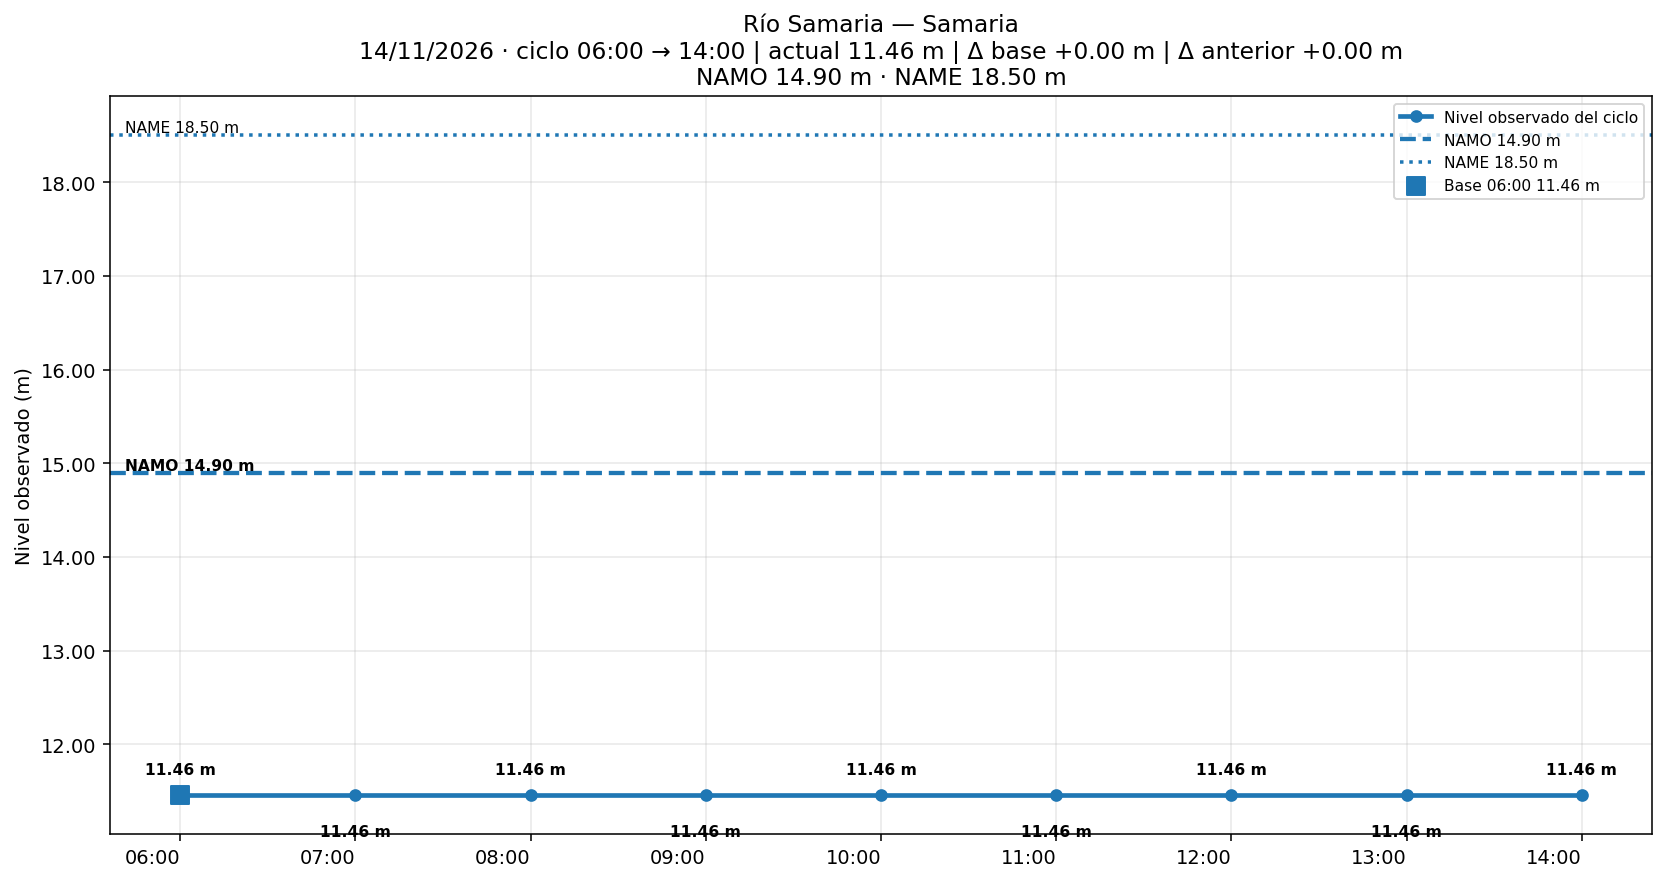 Río Samaria — Samaria
14/11/2026 · ciclo 06:00 → 14:00 | actual 11.46 m | Δ base +0.00 m | Δ anterior +0.00 m
NAMO 14.90 m · NAME 18.50 m
NAME 18.50 m
Nivel observado del ciclo
NAMO 14.90 m
NAME 18.50 m
Base 06:00 11.46 m
18.00
17.00
16.00
15.00
NAMO 14.90 m
14.00
13.00
12.00
Nivel observado (m)
11.46 m 11.46 m 11.46 m 11.46 m 11.46 m
11.46 m 11.46 m 11.46 m 11.46 m
06:00 07:00 08:00 09:00 10:00 11:00 12:00 13:00 14:00